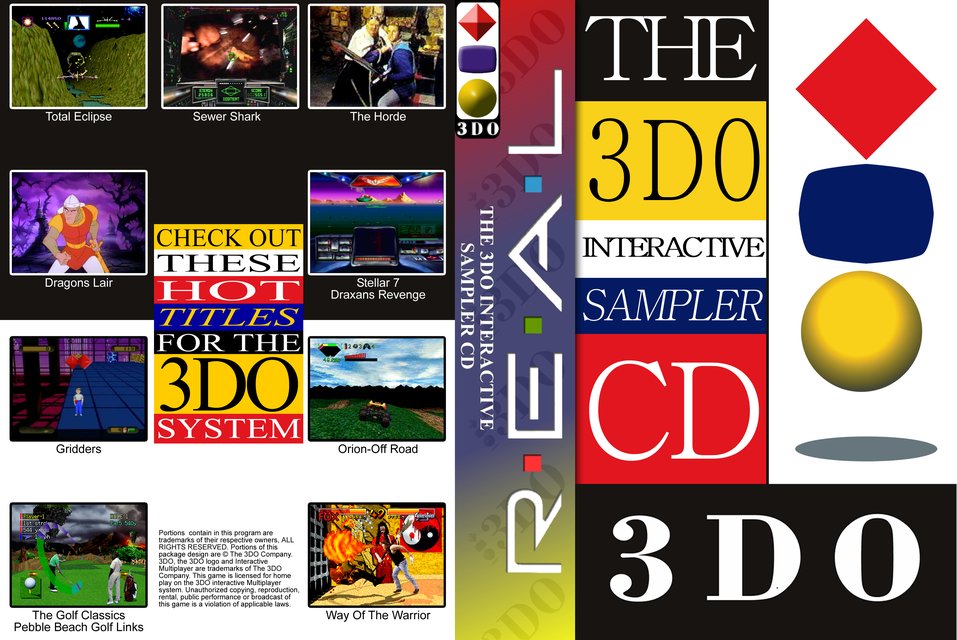 Total Eclipse
Sewer Shark
The Horde
Dragons Lair
Stellar 7
Draxans Revenge
CHECK OUT
THESE
HOT
TITLES
FOR THE
3DO
SYSTEM
Gridders
Orion-Off Road
The Golf Classics
Pebble Beach Golf Links
Portions contain in this program are
trademarks of their respective owners, ALL
RIGHTS RESERVED. Portions of this
package design are © The 3DO Company.
3DO, the 3DO logo and Interactive
Multiplayer are trademarks of The 3DO
Company. This game is licensed for home
play on the 3DO interactive Multiplayer
system. Unauthorized copying, reproduction,
rental, public performance or broadcast of
this game is a violation of applicable laws.
Way Of The Warrior
3DO
THE 3DO INTERACTIVE
SAMPLER CD
R·E·A·L
THE
3DO
INTERACTIVE
SAMPLER
CD
3DO